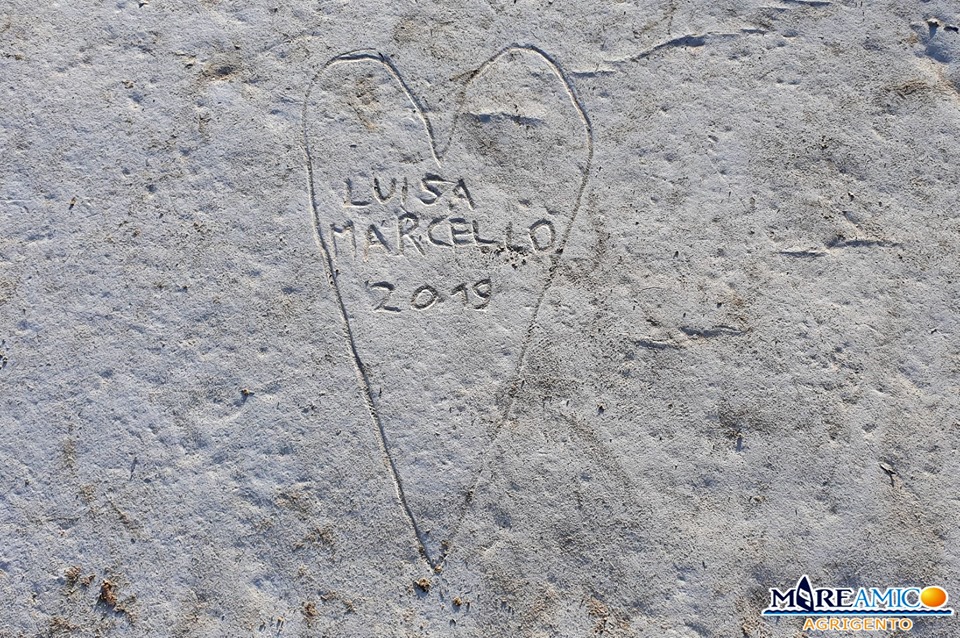 LUISA
MARCELLO
2019
MAREAMICO
AGRIGENTO